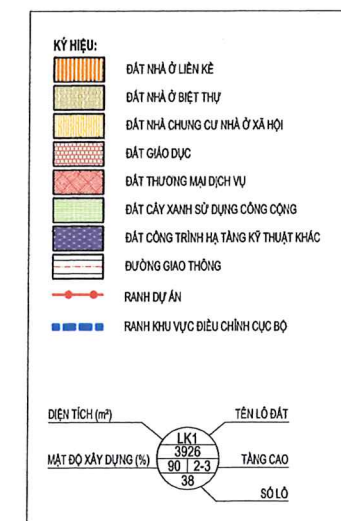 KÝ HIỆU:
ĐẤT NHÀ Ở LIÊN KẾ
ĐẤT NHÀ Ở BIỆT THỰ
ĐẤT NHÀ CHUNG CƯ NHÀ Ở XÃ HỘI
ĐẤT GIÁO DỤC
ĐẤT THƯƠNG MẠI DỊCH VỤ
ĐẤT CÂY XANH SỬ DỤNG CÔNG CỘNG
ĐẤT CÔNG TRÌNH HẠ TẦNG KỸ THUẬT KHÁC
ĐƯỜNG GIAO THÔNG
RANH DỰ ÁN
RANH KHU VỰC ĐIỀU CHỈNH CỤC BỘ
DIỆN TÍCH (m²) TÊN LÔ ĐẤT
LK1
3926
MẬT ĐỘ XÂY DỰNG (%) 90 2-3 TẦNG CAO
38
SỐ LÔ